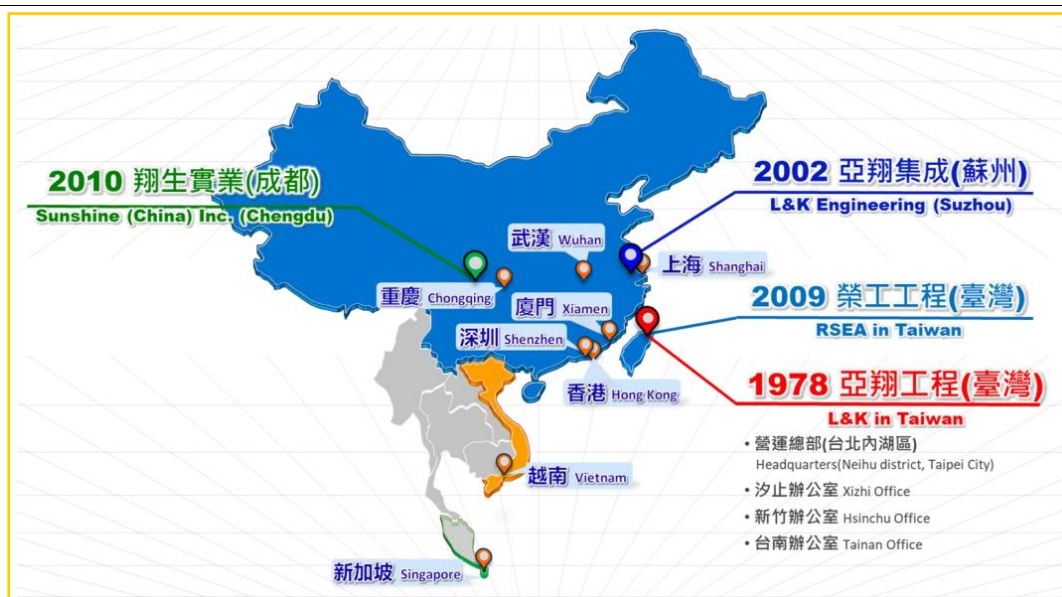 2010 翔生實業(成都)
Sunshine (China) Inc. (Chengdu)
2002 亞翔集成(蘇州)
L&K Engineering (Suzhou)
武漢 Wuhan
上海 Shanghai
重慶 Chongqing
廈門 Xiamen
2009 榮工工程(臺灣)
RSEA in Taiwan
深圳 Shenzhen
香港 Hong Kong
1978 亞翔工程(臺灣)
L&K in Taiwan
• 營運總部(台北內湖區)
Headquarters(Neihu district, Taipei City)
• 汐止辦公室 Xizhi Office
• 新竹辦公室 Hsinchu Office
• 台南辦公室 Tainan Office
越南 Vietnam
新加坡 Singapore